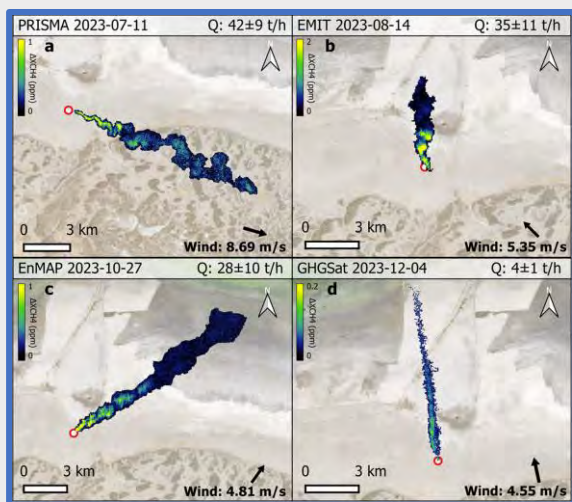 PRISMA 2023-07-11 Q: 42±9 t/h
a
1
ΔXCH4 (ppm)
0
N
0 3 km
Wind: 8.69 m/s
EMIT 2023-08-14 Q: 35±11 t/h
b
2
ΔXCH4 (ppm)
0
N
0 3 km
Wind: 5.35 m/s
EnMAP 2023-10-27 Q: 28±10 t/h
c
1
ΔXCH4 (ppm)
0
N
0 3 km
Wind: 4.81 m/s
GHGSat 2023-12-04 Q: 4±1 t/h
d
0.2
ΔXCH4 (ppm)
0
N
0 3 km
Wind: 4.55 m/s